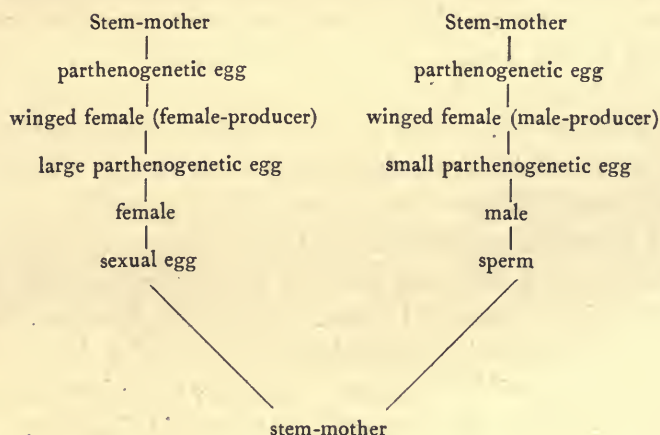 Stem-mother
parthenogenetic egg
winged female (female-producer)
large parthenogenetic egg
female
sexual egg
Stem-mother
parthenogenetic egg
winged female (male-producer)
small parthenogenetic egg
male
sperm
stem-mother